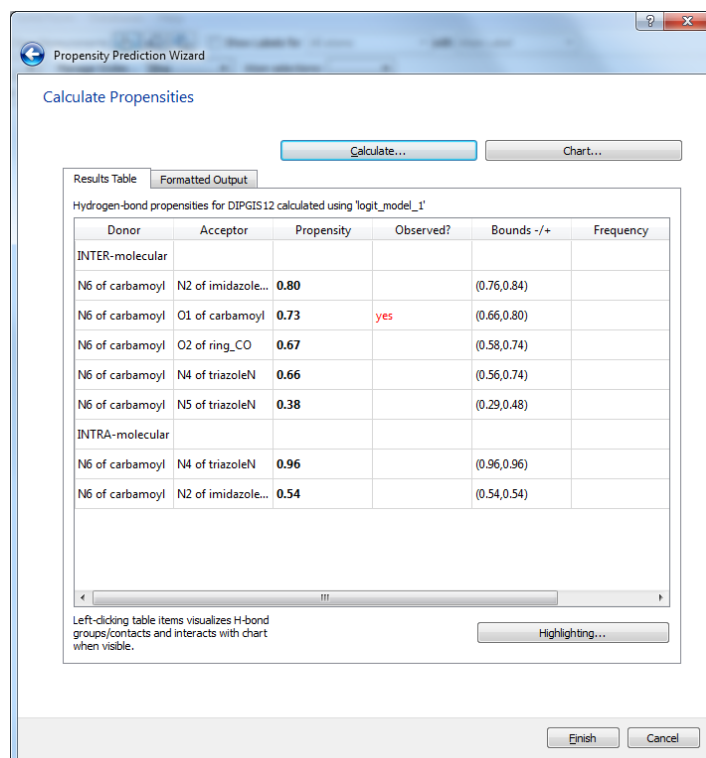 Propensity Prediction Wizard
Calculate Propensities
Calculate... Chart...
Results Table Formatted Output
Hydrogen-bond propensities for DIPGIS12 calculated using 'logit_model_1'
Donor Acceptor Propensity Observed? Bounds -/+ Frequency
INTER-molecular
N6 of carbamoyl N2 of imidazole... 0.80 (0.76,0.84)
N6 of carbamoyl O1 of carbamoyl 0.73 yes (0.66,0.80)
N6 of carbamoyl O2 of ring_CO 0.67 (0.58,0.74)
N6 of carbamoyl N4 of triazoleN 0.66 (0.56,0.74)
N6 of carbamoyl N5 of triazoleN 0.38 (0.29,0.48)
INTRA-molecular
N6 of carbamoyl N4 of triazoleN 0.96 (0.96,0.96)
N6 of carbamoyl N2 of imidazole... 0.54 (0.54,0.54)
Left-clicking table items visualizes H-bond
groups/contacts and interacts with chart
when visible.
Highlighting...
Finish Cancel